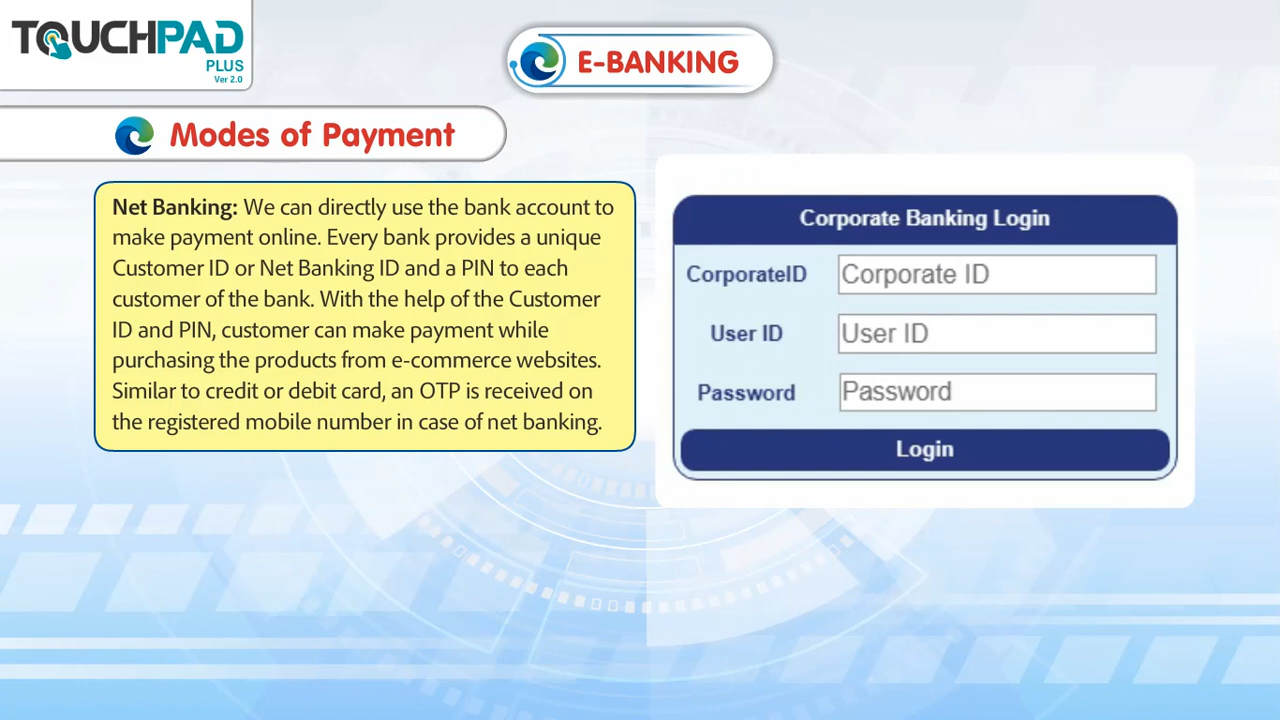 TOUCHPAD
PLUS
Ver 2.0
E-BANKING
Modes of Payment
Net Banking: We can directly use the bank account to
make payment online. Every bank provides a unique
Customer ID or Net Banking ID and a PIN to each
customer of the bank. With the help of the Customer
ID and PIN, customer can make payment while
purchasing the products from e-commerce websites.
Similar to credit or debit card, an OTP is received on
the registered mobile number in case of net banking.
Corporate Banking Login
CorporateID Corporate ID
User ID User ID
Password Password
Login